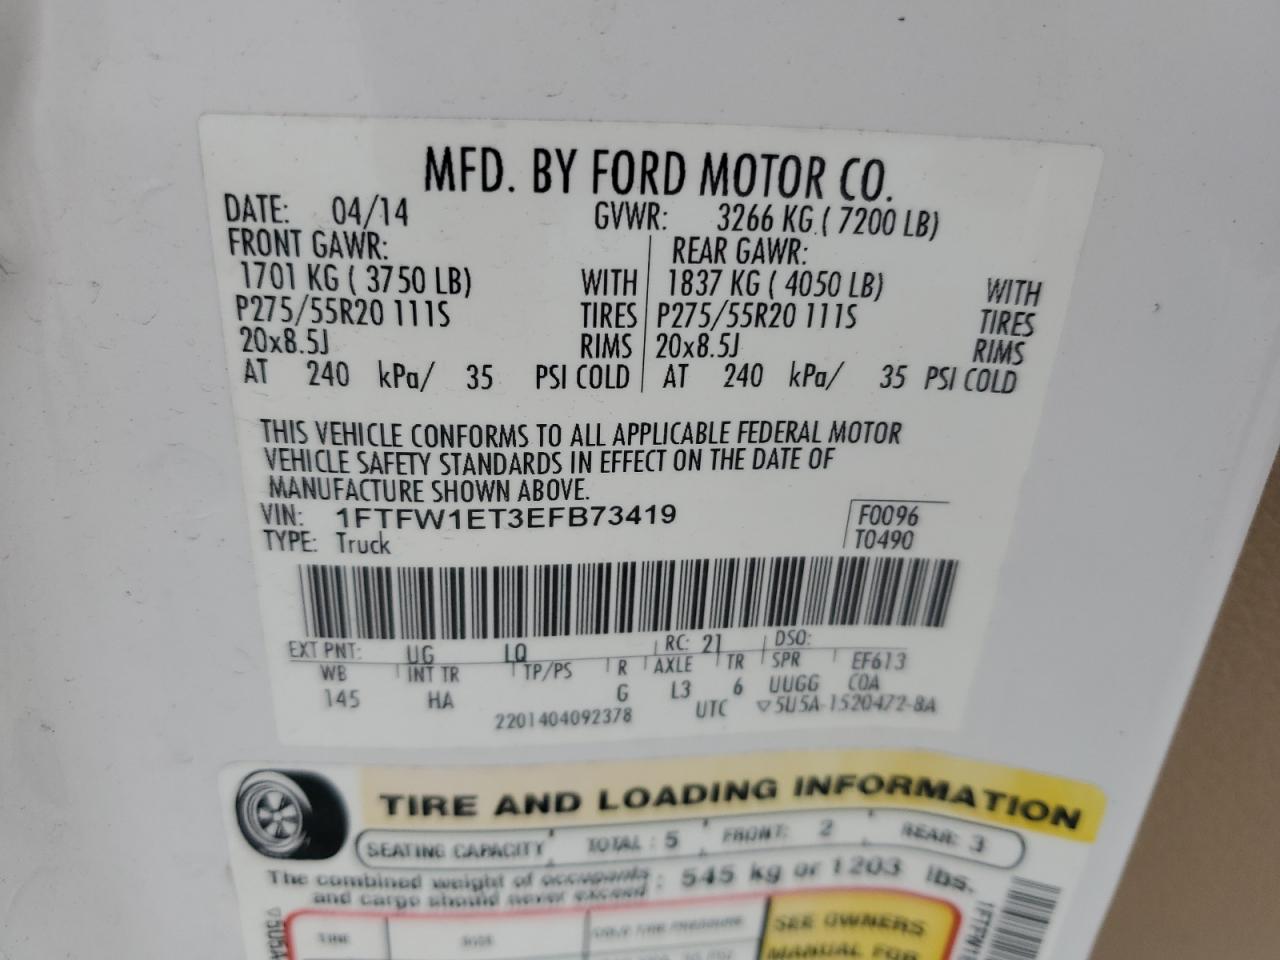 MFD. BY FORD MOTOR CO.
DATE: 04/14 GVWR: 3266 KG ( 7200 LB)
FRONT GAWR: REAR GAWR:
1701 KG ( 3750 LB) WITH 1837 KG ( 4050 LB) WITH
P275/55R20 111S TIRES P275/55R20 111S TIRES
20x8.5J RIMS 20x8.5J RIMS
AT 240 kPa/ 35 PSI COLD AT 240 kPa/ 35 PSI COLD
THIS VEHICLE CONFORMS TO ALL APPLICABLE FEDERAL MOTOR
VEHICLE SAFETY STANDARDS IN EFFECT ON THE DATE OF
MANUFACTURE SHOWN ABOVE.
VIN: 1FTFW1ET3EFB73419 F0096
TYPE: Truck T0490
EXT PNT: UG LQ RC: 21 DSO:
WB INT TR TP/PS R AXLE TR SPR EF613
145 HA G L3 6 UUGG COA
2201404092378 UTC ▽5U5A-1520472-BA
TIRE AND LOADING INFORMATION
SEATING CAPACITY TOTAL : 5 FRONT: 2 REAR: 3
The combined weight of occupants : 545 kg or 1203 lbs.
and cargo should never exceed
TIRE SIZE COLD TIRE PRESSURE SEE OWNERS
MANUAL FOR